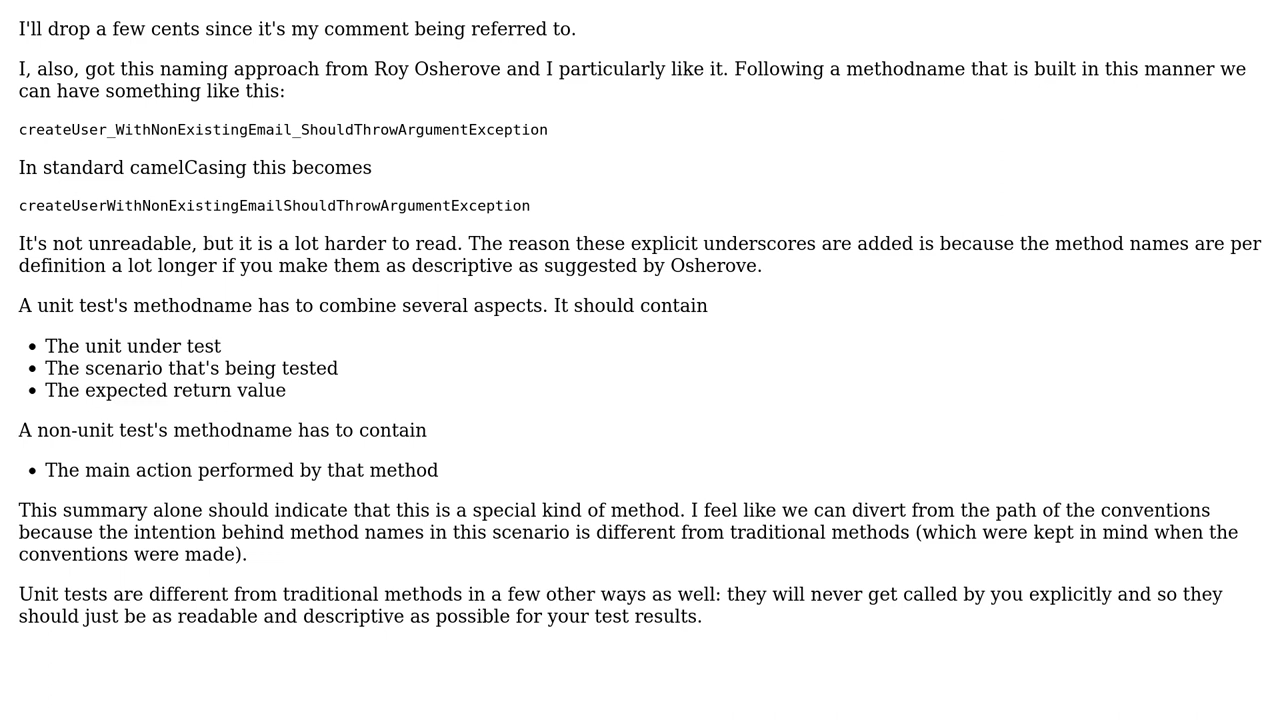 I'll drop a few cents since it's my comment being referred to.
I, also, got this naming approach from Roy Osherove and I particularly like it. Following a methodname that is built in this manner we
can have something like this:
createUser_WithNonExistingEmail_ShouldThrowArgumentException
In standard camelCasing this becomes
createUserWithNonExistingEmailShouldThrowArgumentException
It's not unreadable, but it is a lot harder to read. The reason these explicit underscores are added is because the method names are per
definition a lot longer if you make them as descriptive as suggested by Osherove.
A unit test's methodname has to combine several aspects. It should contain
• The unit under test
• The scenario that's being tested
• The expected return value
A non-unit test's methodname has to contain
• The main action performed by that method
This summary alone should indicate that this is a special kind of method. I feel like we can divert from the path of the conventions
because the intention behind method names in this scenario is different from traditional methods (which were kept in mind when the
conventions were made).
Unit tests are different from traditional methods in a few other ways as well: they will never get called by you explicitly and so they
should just be as readable and descriptive as possible for your test results.